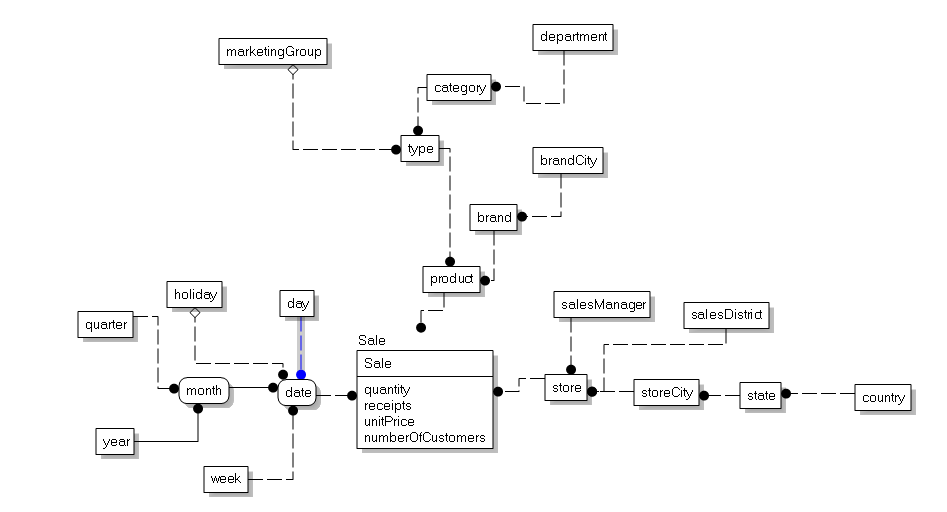 department
marketingGroup
category
type
brandCity
brand
product
holiday
day
salesManager
salesDistrict
quarter
Sale
Sale
month
date
quantity
receipts
unitPrice
numberOfCustomers
store
storeCity
state
country
year
week